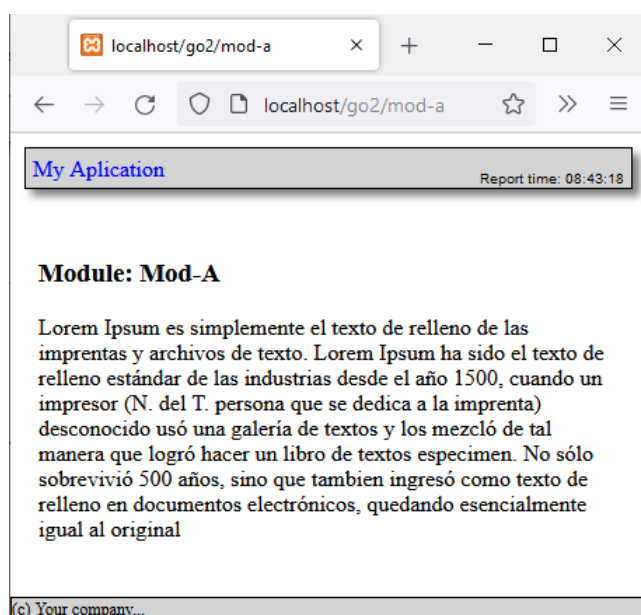 localhost/go2/mod-a
localhost/go2/mod-a
My Aplication
Report time: 08:43:18
Module: Mod-A
Lorem Ipsum es simplemente el texto de relleno de las
imprentas y archivos de texto. Lorem Ipsum ha sido el texto de
relleno estándar de las industrias desde el año 1500, cuando un
impresor (N. del T. persona que se dedica a la imprenta)
desconocido usó una galería de textos y los mezcló de tal
manera que logró hacer un libro de textos especimen. No sólo
sobrevivió 500 años, sino que tambien ingresó como texto de
relleno en documentos electrónicos, quedando esencialmente
igual al original
(c) Your company...